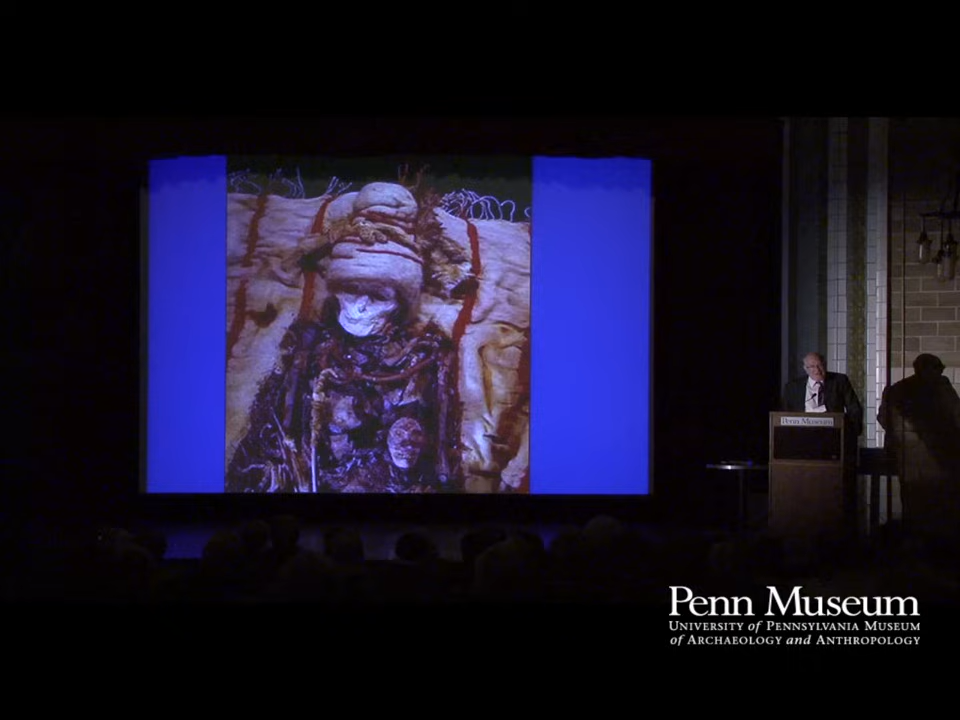 Penn Museum
Penn Museum
UNIVERSITY of PENNSYLVANIA MUSEUM
of ARCHAEOLOGY and ANTHROPOLOGY